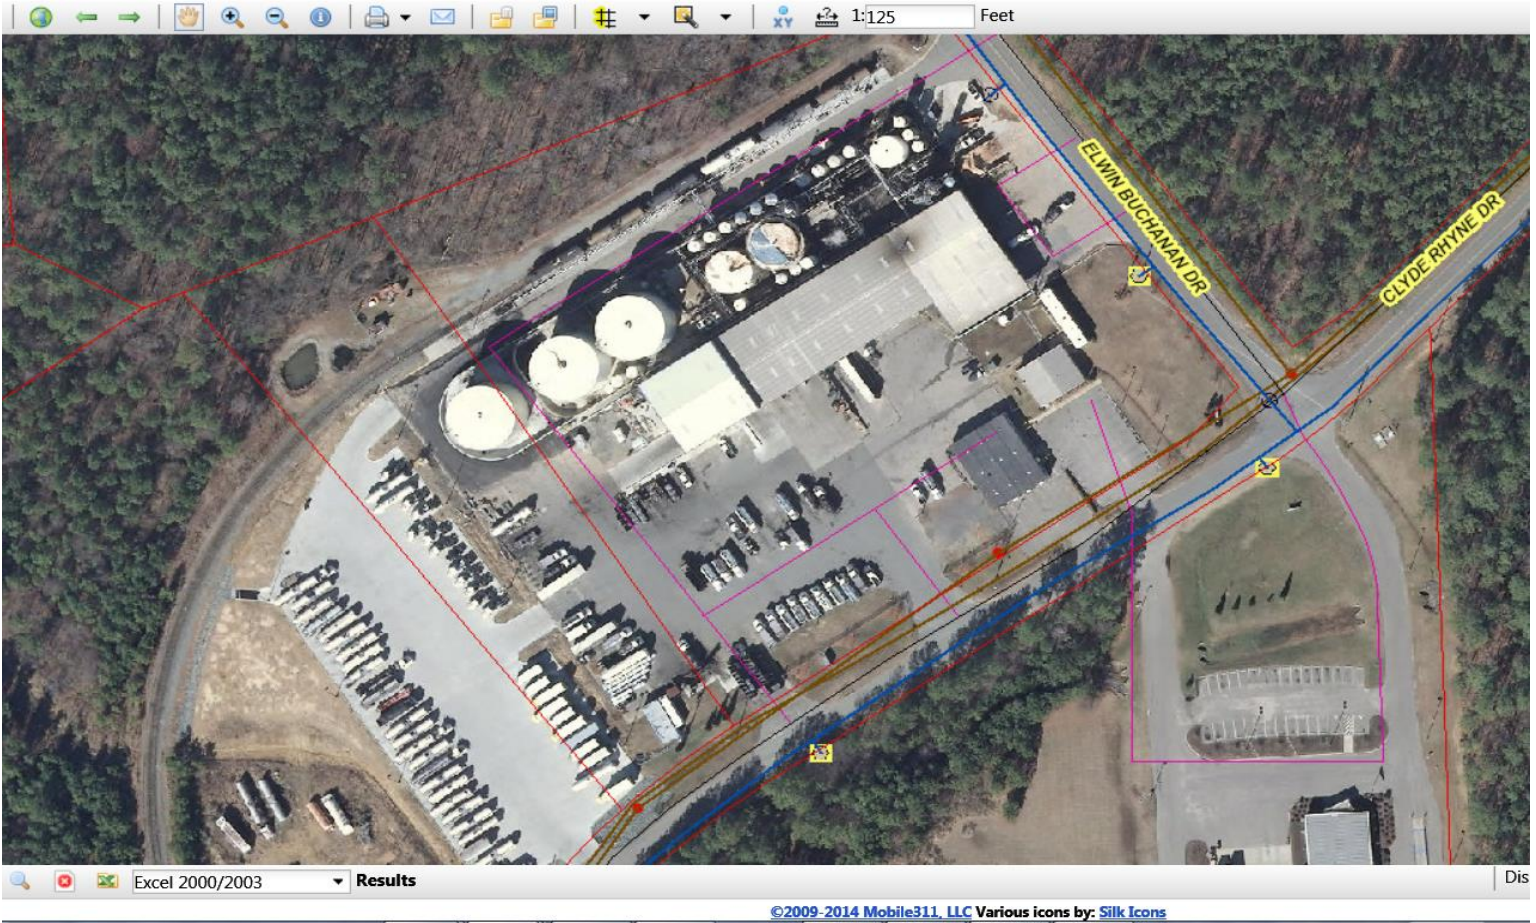 XY
1:125 Feet
ELWIN BUCHANAN DR
CLYDE RHYNE DR
Excel 2000/2003 Results
Dis
©2009-2014 Mobile311, LLC Various icons by: Silk Icons